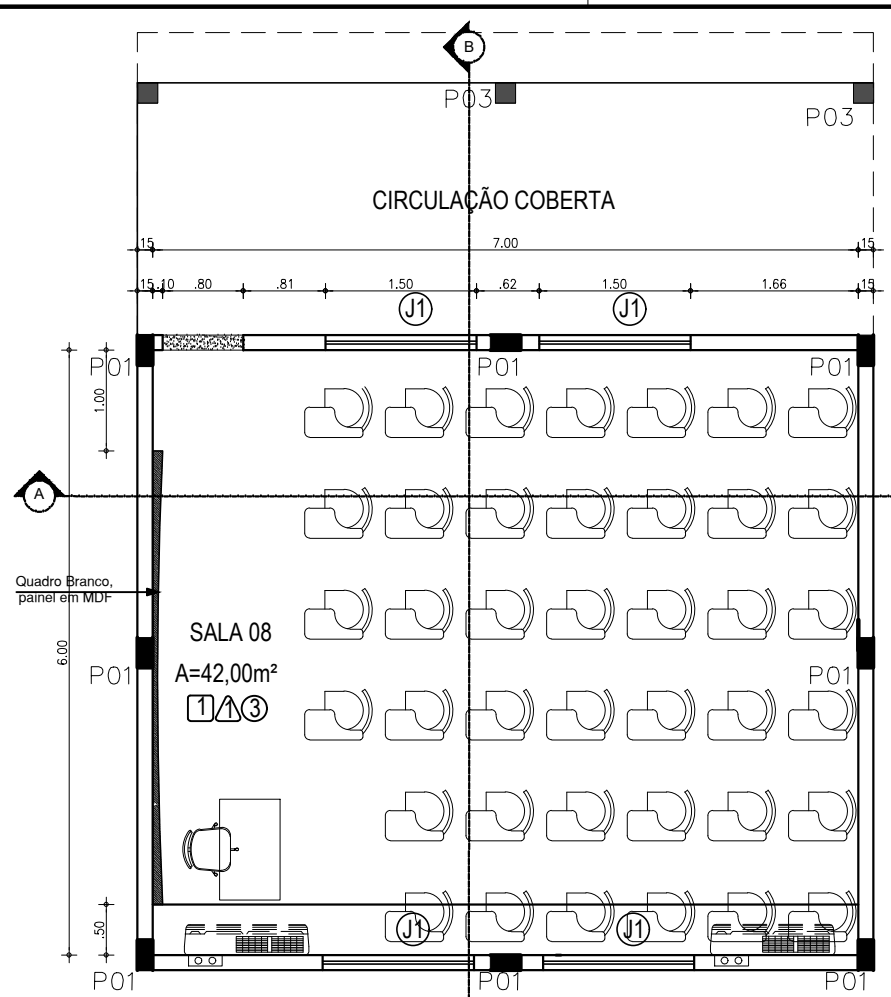 B
P03
P03
CIRCULAÇÃO COBERTA
15 7.00 15
15 .10 .80 .81 1.50 .62 1.50 1.66 15
J1 J1
P01 P01 P01
1.00
A
Quadro Branco,
painel em MDF
6.00
SALA 08
A=42,00m²
P01 P01
1 1 3
.50
J1 J1
P01 P01 P01